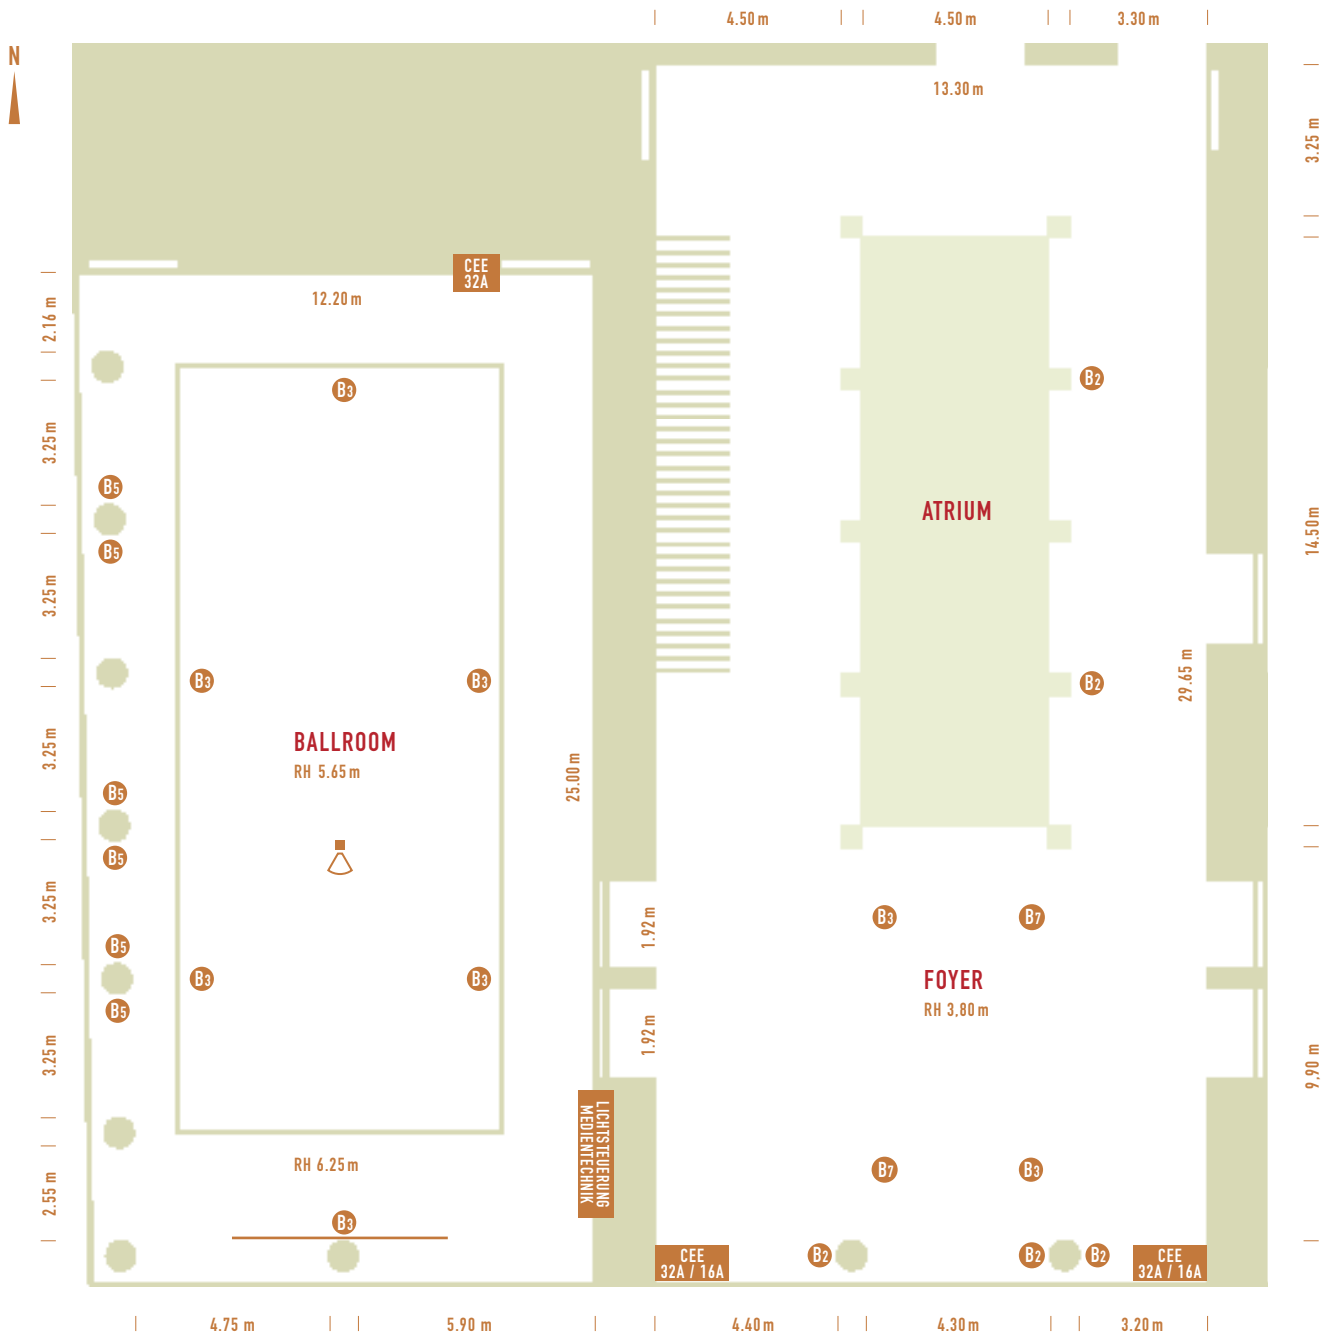 4.50 m
4.50 m
3.30 m
N
13.30 m
3.25 m
CEE
32A
12.20 m
2.16 m
B3
B2
3.25 m
B5
ATRIUM
14.50 m
B5
3.25 m
29.65 m
B3
B3
B2
3.25 m
BALLROOM
RH 5.65 m
25.00 m
B5
B5
3.25 m
1.92 m
B3
B7
B5
B3
B3
FOYER
RH 3,80 m
B5
1.92 m
3.25 m
9,90 m
LICHTSTEUERUNG
MEDIENTECHNIK
RH 6.25 m
B7
B3
2.55 m
B3
CEE
32A / 16A
B2
B2
B2
CEE
32A / 16A
4.75 m
5.90 m
4.40 m
4.30 m
3.20 m